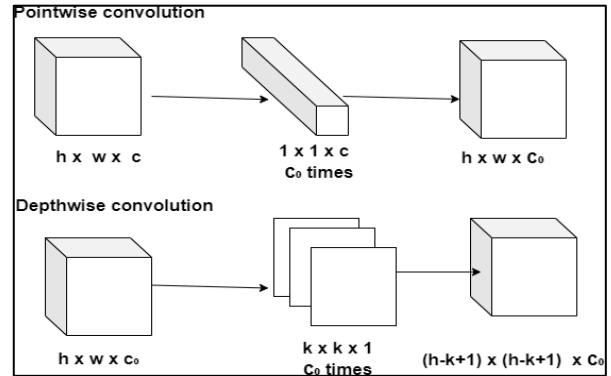 Pointwise convolution
h x w x c
1 x 1 x c
C₀ times
h x w x C₀
Depthwise convolution
h x w x c₀
k x k x 1
C₀ times
(h-k+1) x (h-k+1) x C₀